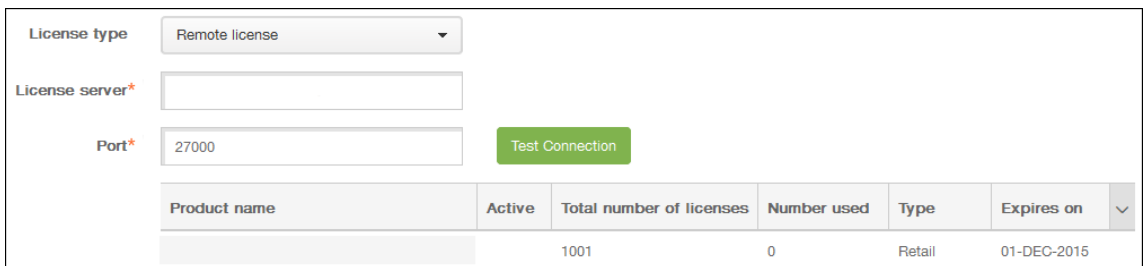 License type Remote license
License server*
Port* 27000 Test Connection
Product name Active Total number of licenses Number used Type Expires on
1001 0 Retail 01-DEC-2015